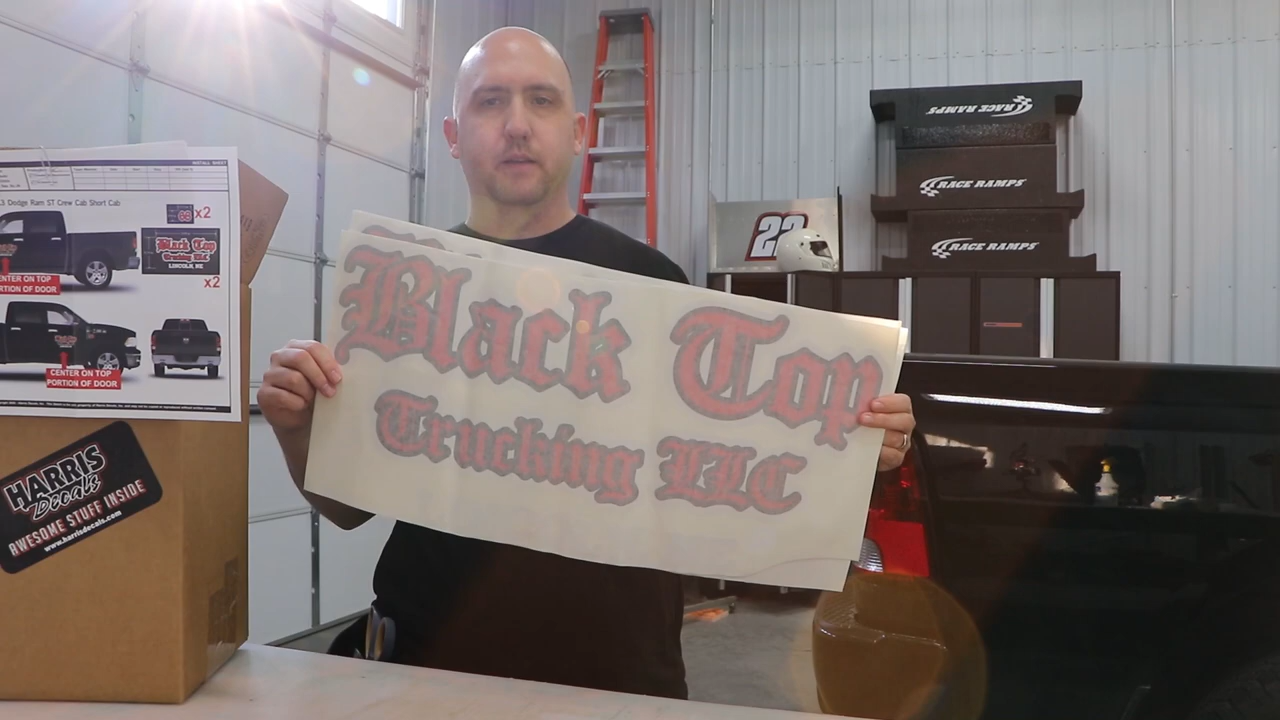 INSTALL SHEET
Dodge Ram ST Crew Cab Short Cab
x2
Black Top
Trucking LLC
LINCOLN, NE
x2
CENTER ON TOP
PORTION OF DOOR
CENTER ON TOP
PORTION OF DOOR
HARRIS
Decals
AWESOME STUFF INSIDE
www.harrisdecals.com
Black Top
Trucking LLC
22
RACE RAMPS
RACE RAMPS
RACE RAMPS